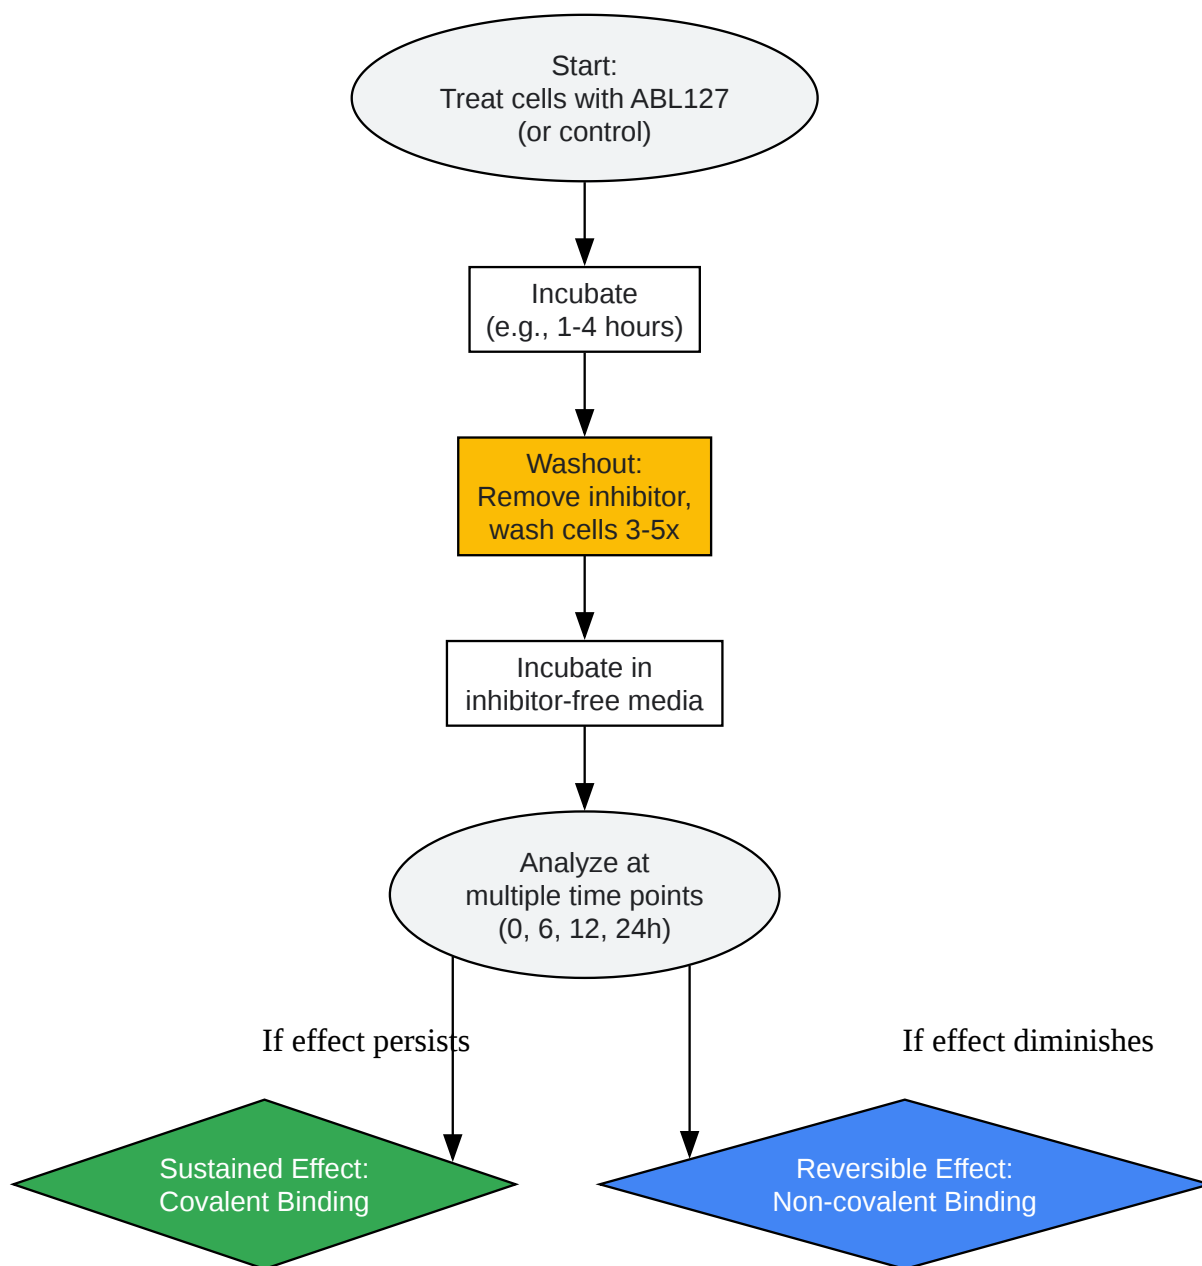 Start:
Treat cells with ABL127
(or control)
Incubate
(e.g., 1-4 hours)
Washout:
Remove inhibitor,
wash cells 3-5x
Incubate in
inhibitor-free media
Analyze at
multiple time points
(0, 6, 12, 24h)
If effect persists
If effect diminishes
Sustained Effect:
Covalent Binding
Reversible Effect:
Non-covalent Binding